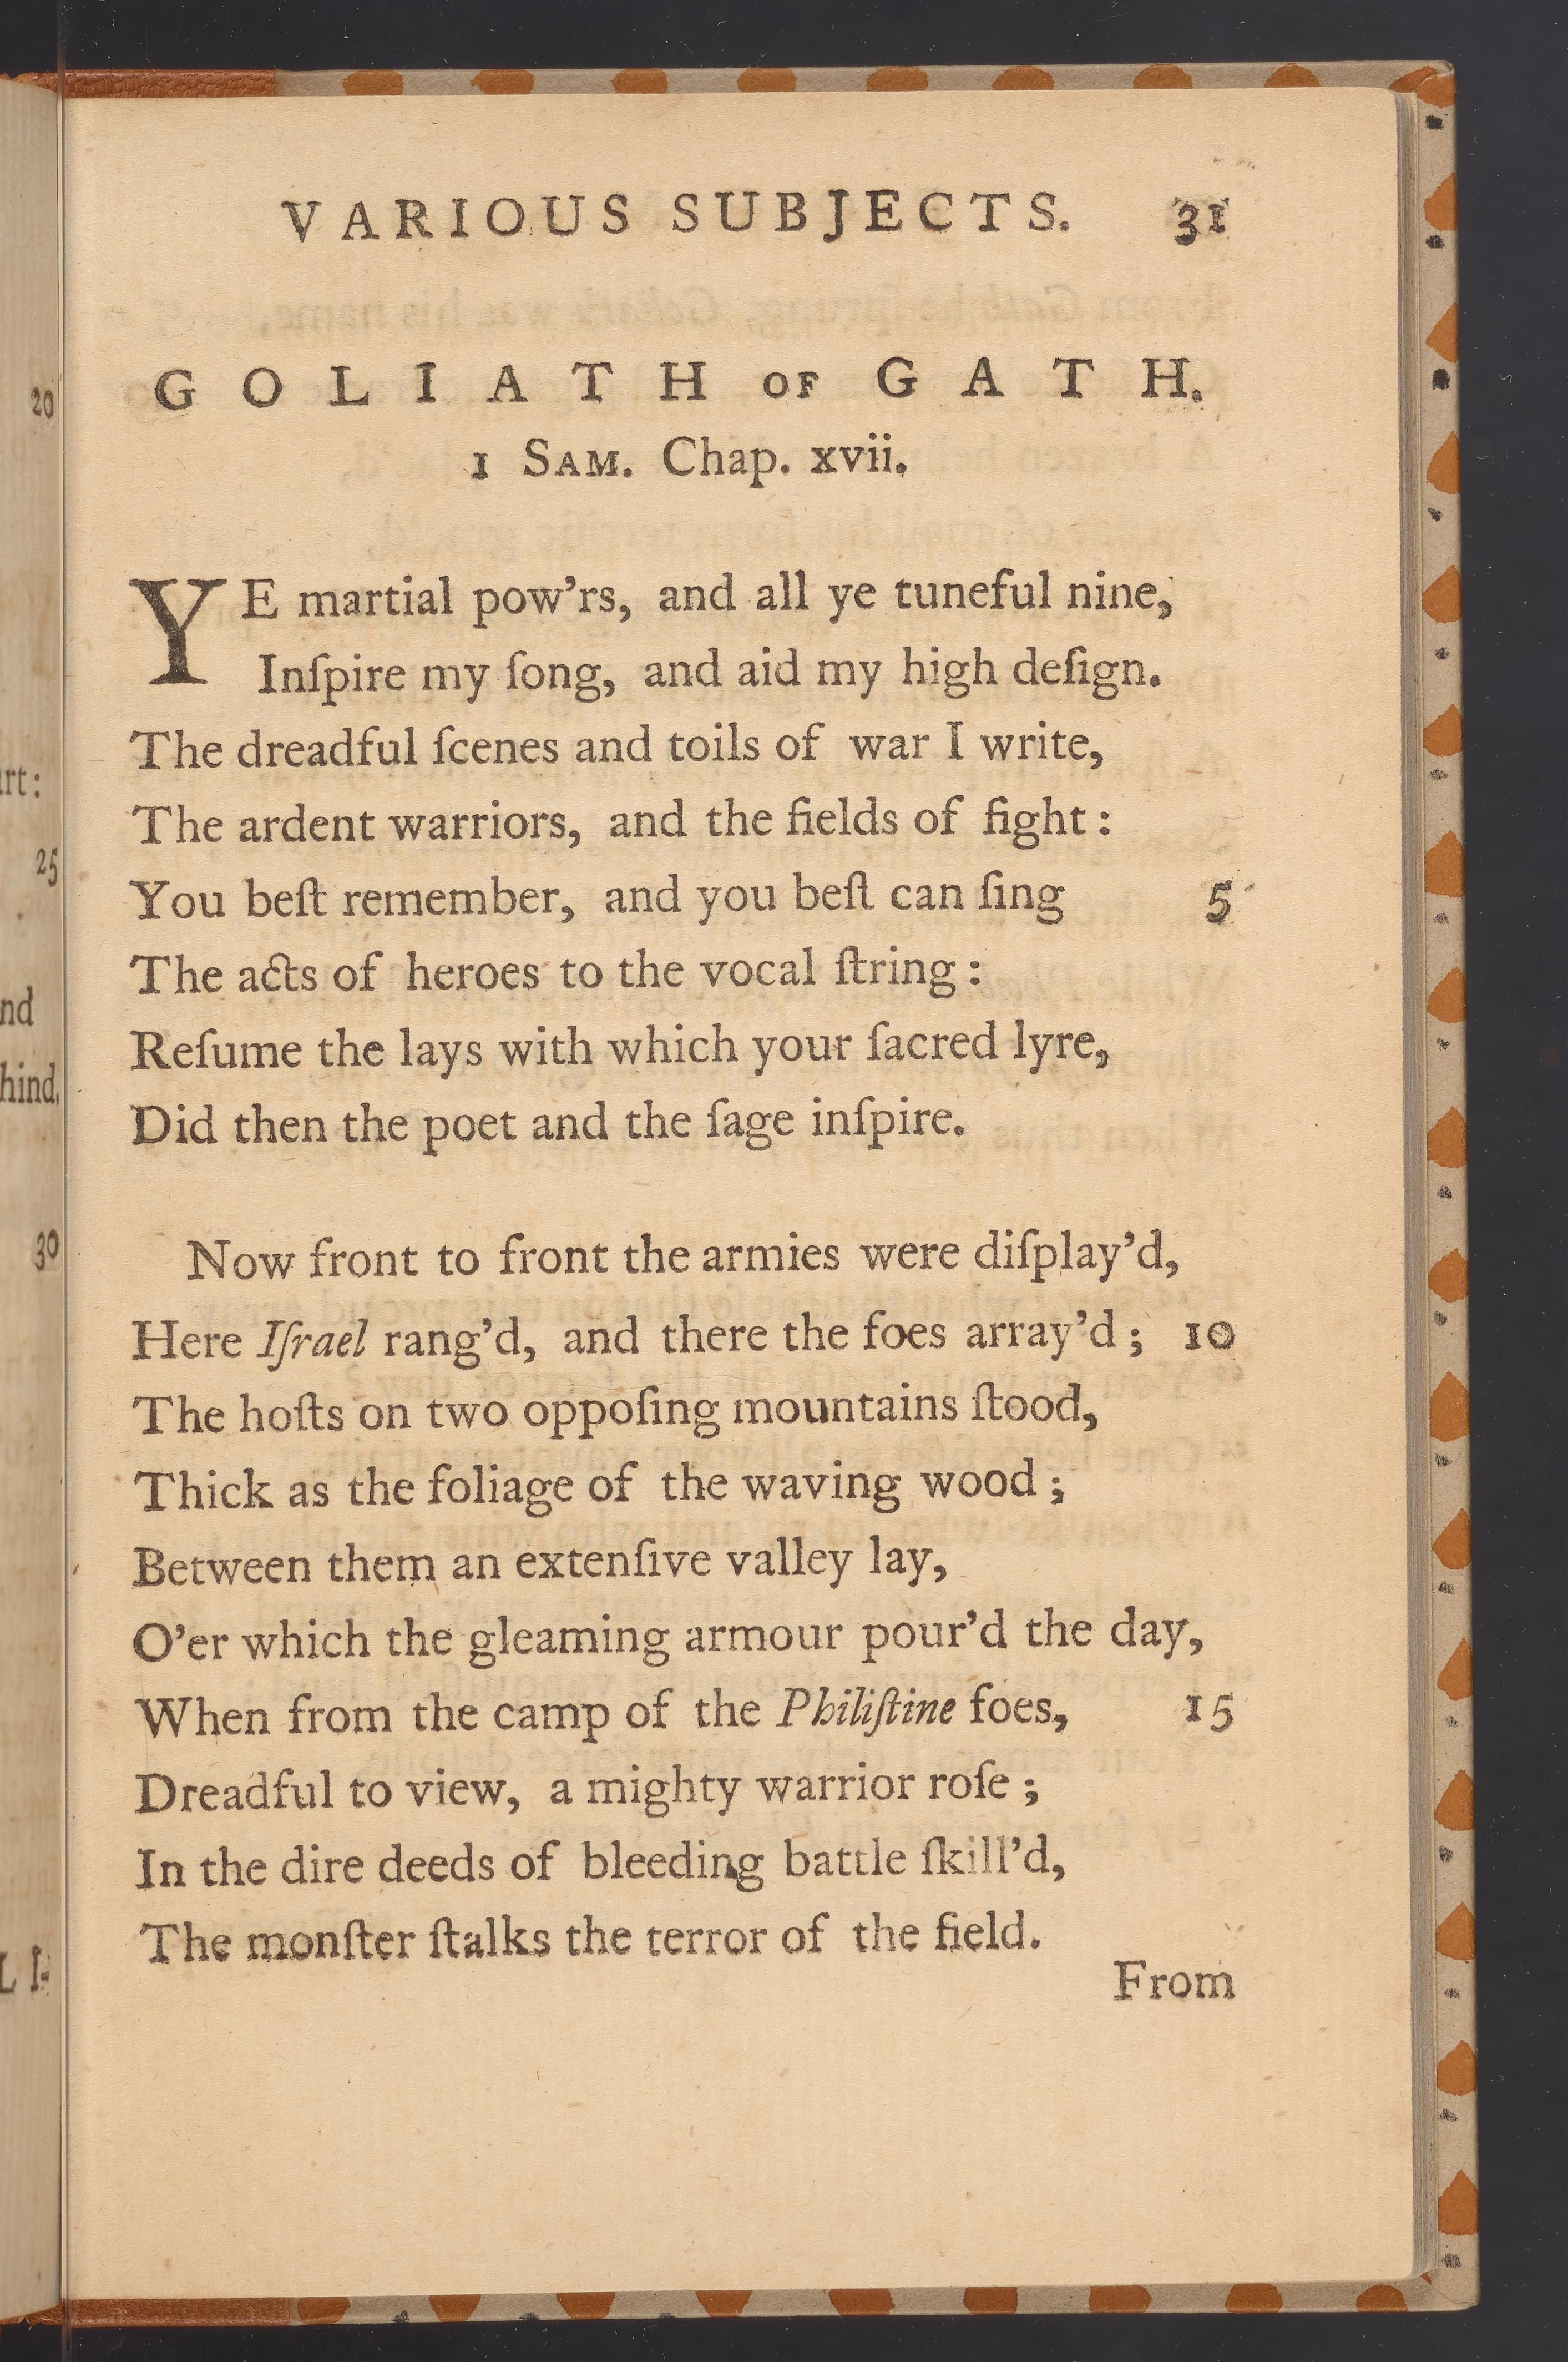 VARIOUS SUBJECTS. 31
GOLIATH OF GATH.
1 SAM. Chap. xvii.
YE martial pow'rs, and all ye tuneful nine,
Inſpire my ſong, and aid my high deſign.
The dreadful ſcenes and toils of war I write,
The ardent warriors, and the fields of fight:
You beſt remember, and you beſt can ſing 5
The acts of heroes to the vocal ſtring:
Reſume the lays with which your ſacred lyre,
Did then the poet and the ſage inſpire.
Now front to front the armies were diſplay'd,
Here Iſrael rang'd, and there the foes array'd; 10
The hoſts on two oppoſing mountains ſtood,
Thick as the foliage of the waving wood;
Between them an extenſive valley lay,
O'er which the gleaming armour pour'd the day,
When from the camp of the Philiſtine foes, 15
Dreadful to view, a mighty warrior roſe;
In the dire deeds of bleeding battle ſkill'd,
The monſter ſtalks the terror of the field.
From
20
rt:
25
nd
hind,
30